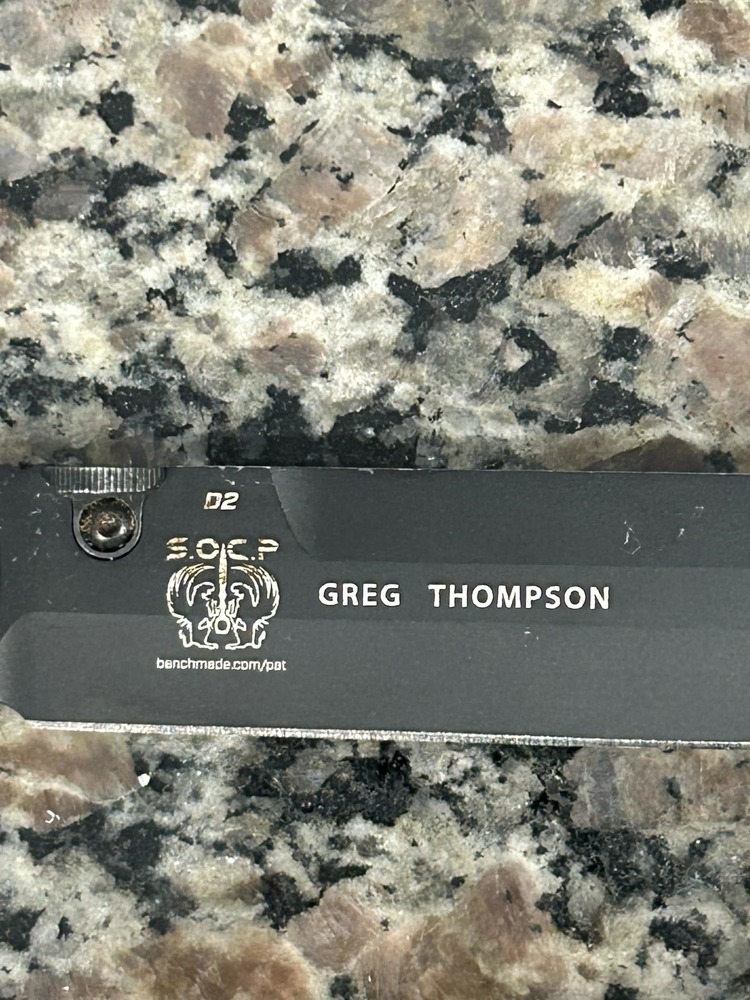 D2
S.O.C.P
GREG THOMPSON
benchmade.com/pat